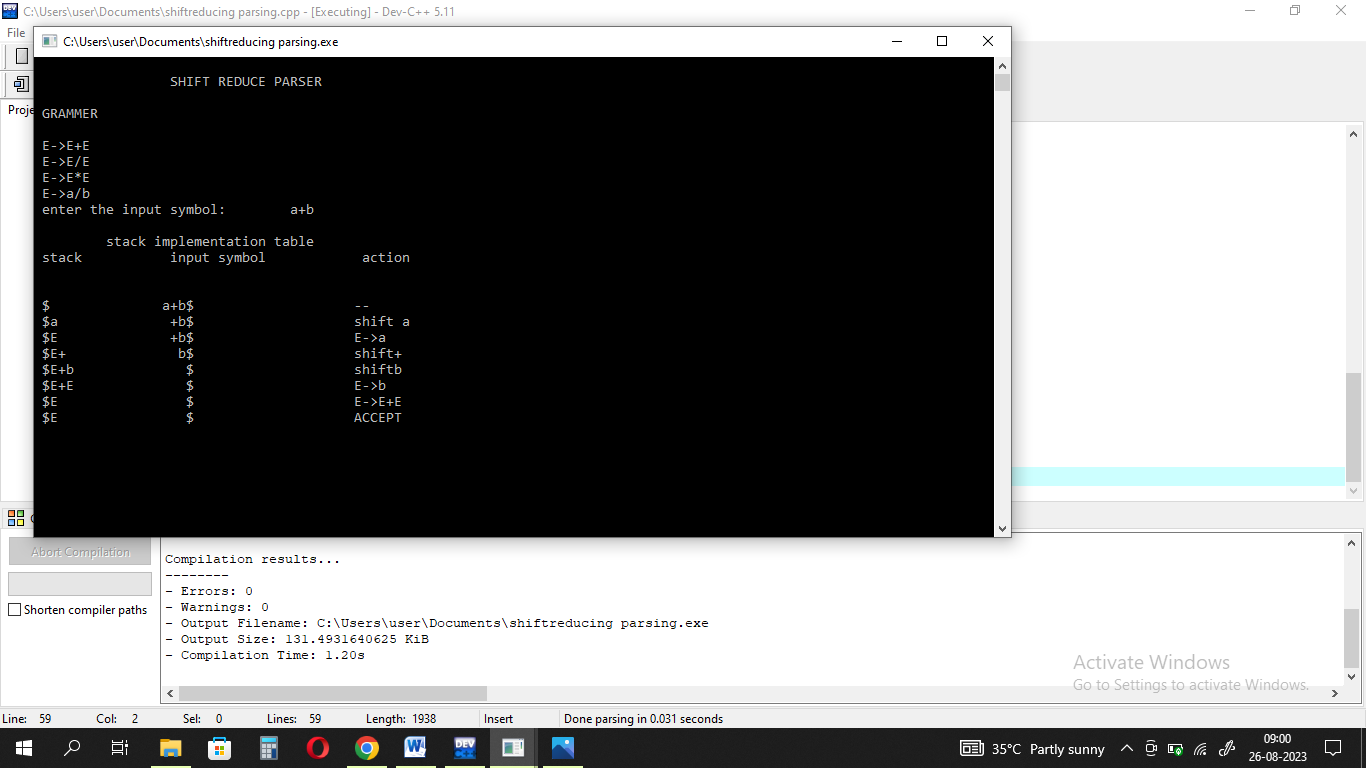 C:\Users\user\Documents\shiftreducing parsing.cpp - [Executing] - Dev-C++ 5.11
File
C:\Users\user\Documents\shiftreducing parsing.exe
Proje
SHIFT REDUCE PARSER
GRAMMER
E->E+E
E->E/E
E->E*E
E->a/b
enter the input symbol: a+b
stack implementation table
stack input symbol action
$ a+b$ --
$a +b$ shift a
$E +b$ E->a
$E+ b$ shift+
$E+b $ shiftb
$E+E $ E->b
$E $ E->E+E
$E $ ACCEPT
Abort Compilation
Shorten compiler paths
Compilation results...
--------
- Errors: 0
- Warnings: 0
- Output Filename: C:\Users\user\Documents\shiftreducing parsing.exe
- Output Size: 131.4931640625 KiB
- Compilation Time: 1.20s
Activate Windows
Go to Settings to activate Windows.
Line: 59 Col: 2 Sel: 0 Lines: 59 Length: 1938 Insert Done parsing in 0.031 seconds
35°C Partly sunny
09:00
26-08-2023